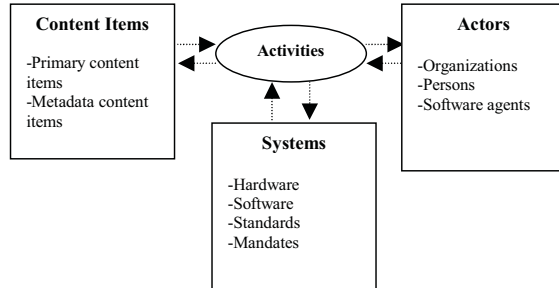 Content Items
-Primary content
items
-Metadata content
items
Activities
Actors
-Organizations
-Persons
-Software agents
Systems
-Hardware
-Software
-Standards
-Mandates